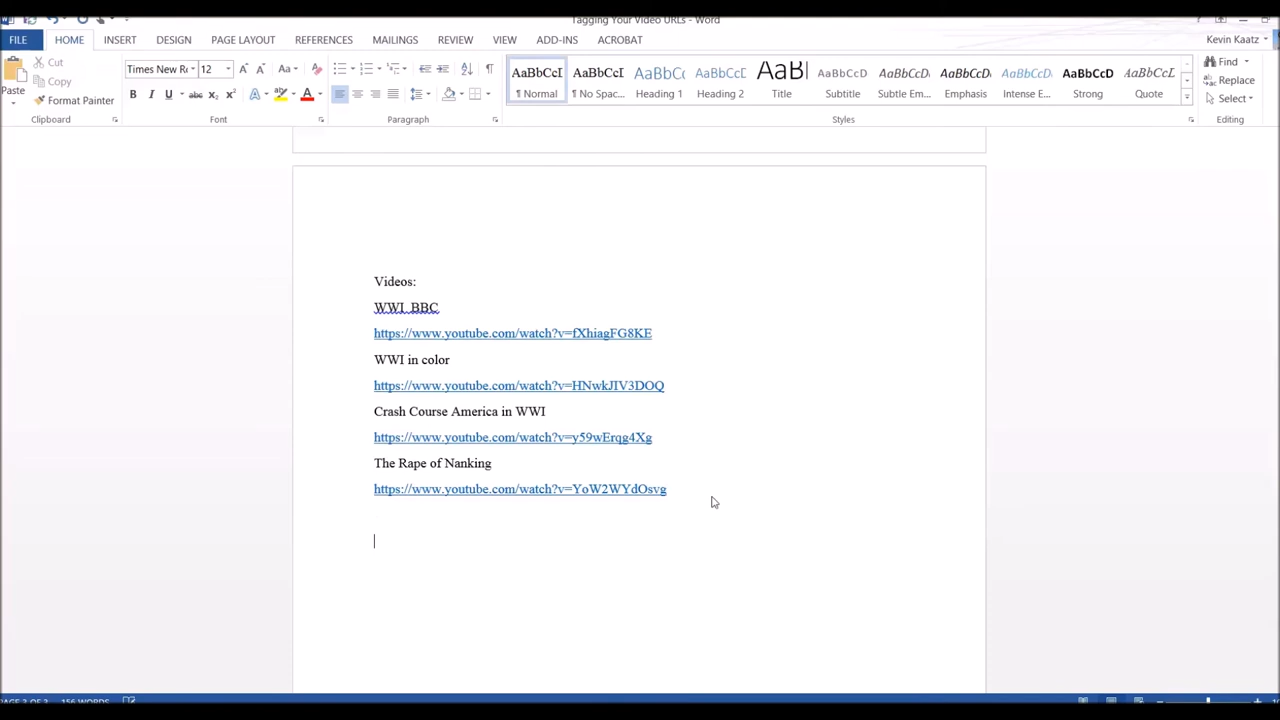 Tagging Your Video URLs - Word
FILE HOME INSERT DESIGN PAGE LAYOUT REFERENCES MAILINGS REVIEW VIEW ADD-INS ACROBAT Kevin Kaatz
Cut
Copy
Format Painter
Paste
Clipboard
Times New Ro 12
Font
Paragraph
AaBbCcI AaBbCcI AaBbC AaBbCcC AaB AaBbCcC AaBbCcD AaBbCcD AaBbCcD AaBbCcD AaBbCcD
¶ Normal ¶ No Spac... Heading 1 Heading 2 Title Subtitle Subtle Em... Emphasis Intense E... Strong Quote
Styles
Find
Replace
Select
Editing
Videos:
WWI BBC
https://www.youtube.com/watch?v=fXhiagFG8KE
WWI in color
https://www.youtube.com/watch?v=HNwkJIV3DOQ
Crash Course America in WWI
https://www.youtube.com/watch?v=y59wErqg4Xg
The Rape of Nanking
https://www.youtube.com/watch?v=YoW2WYdOsvg
156 WORDS